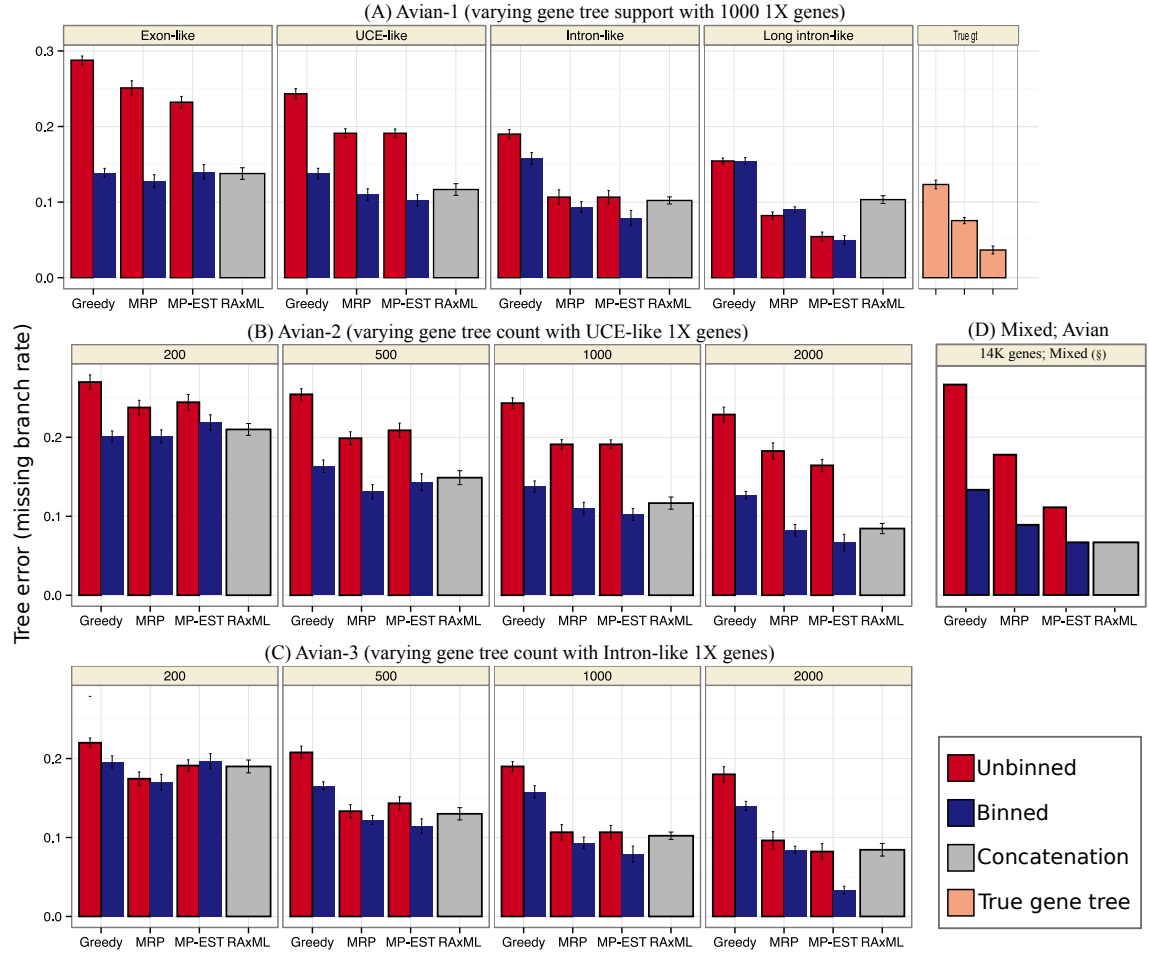 (A) Avian-1 (varying gene tree support with 1000 1X genes)
Exon-like UCE-like Intron-like Long intron-like True gt
0.3
0.2
0.1
0.0
Greedy MRP MP-EST RAxML Greedy MRP MP-EST RAxML Greedy MRP MP-EST RAxML Greedy MRP MP-EST RAxML
Tree error (missing branch rate)
(B) Avian-2 (varying gene tree count with UCE-like 1X genes)
200 500 1000 2000
0.2
0.1
0.0
Greedy MRP MP-EST RAxML Greedy MRP MP-EST RAxML Greedy MRP MP-EST RAxML Greedy MRP MP-EST RAxML
(D) Mixed; Avian
14K genes; Mixed (§)
Greedy MRP MP-EST RAxML
(C) Avian-3 (varying gene tree count with Intron-like 1X genes)
200 500 1000 2000
0.2
0.1
0.0
Greedy MRP MP-EST RAxML Greedy MRP MP-EST RAxML Greedy MRP MP-EST RAxML Greedy MRP MP-EST RAxML
Unbinned
Binned
Concatenation
True gene tree